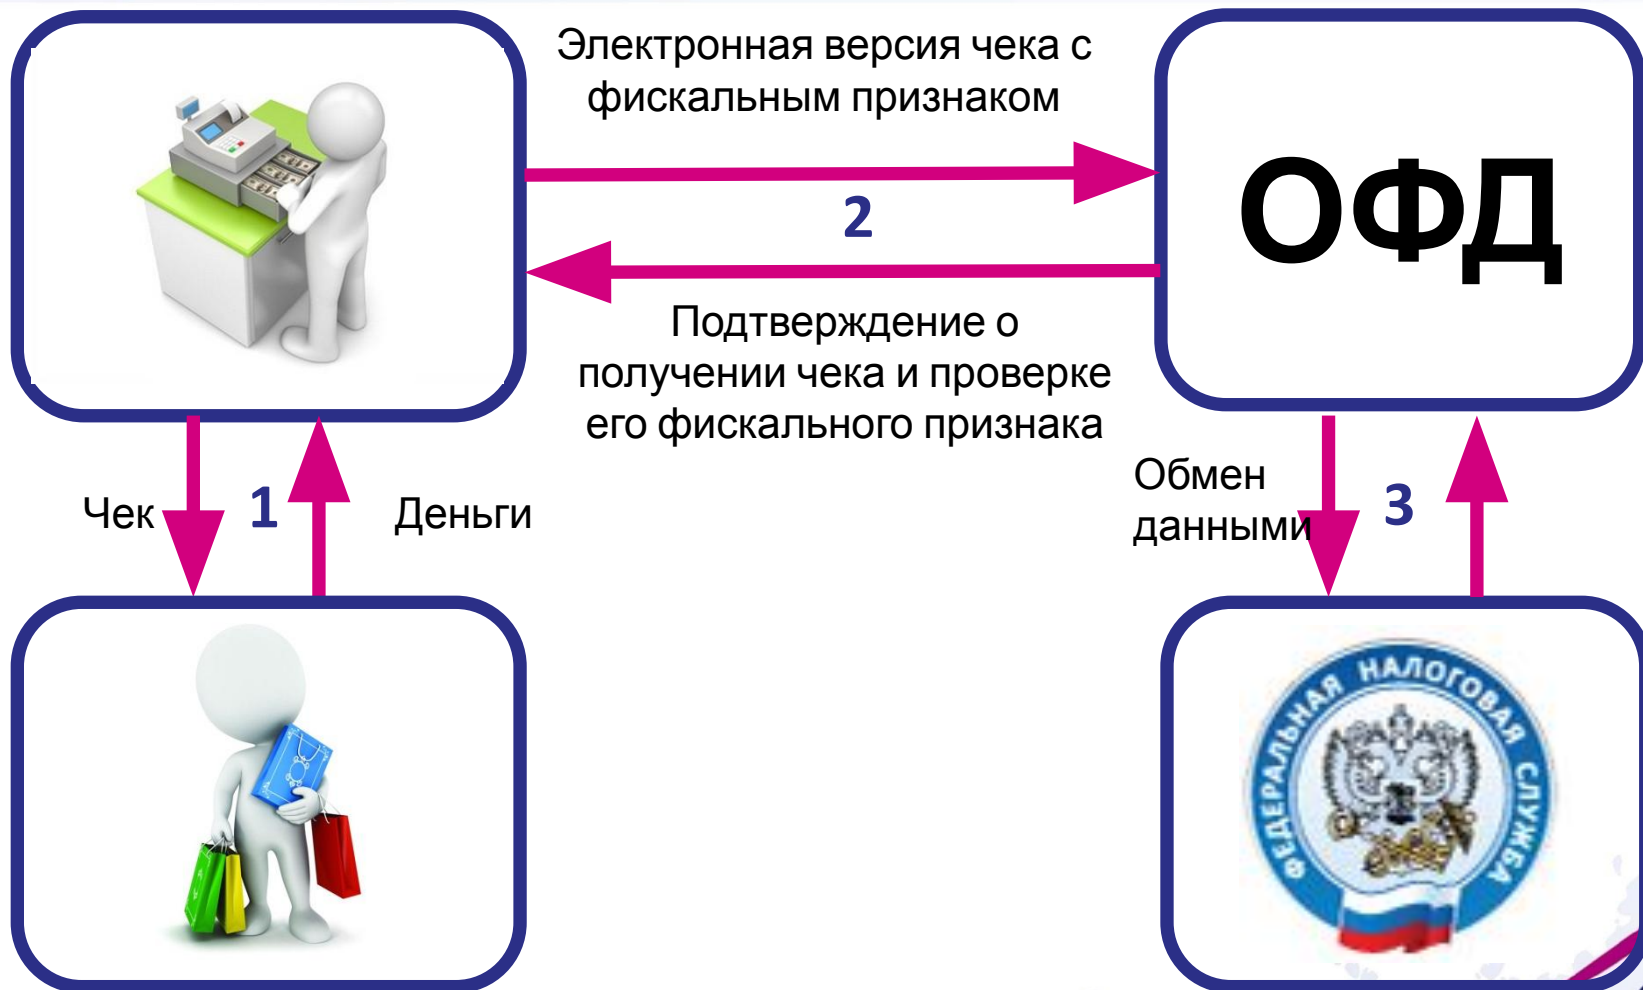 Электронная версия чека с
фискальным признаком
ОФД
2
Подтверждение о
получении чека и проверке
его фискального признака
Чек
1
Деньги
Обмен
данными
3
ФЕДЕРАЛЬНАЯ НАЛОГОВАЯ СЛУЖБА